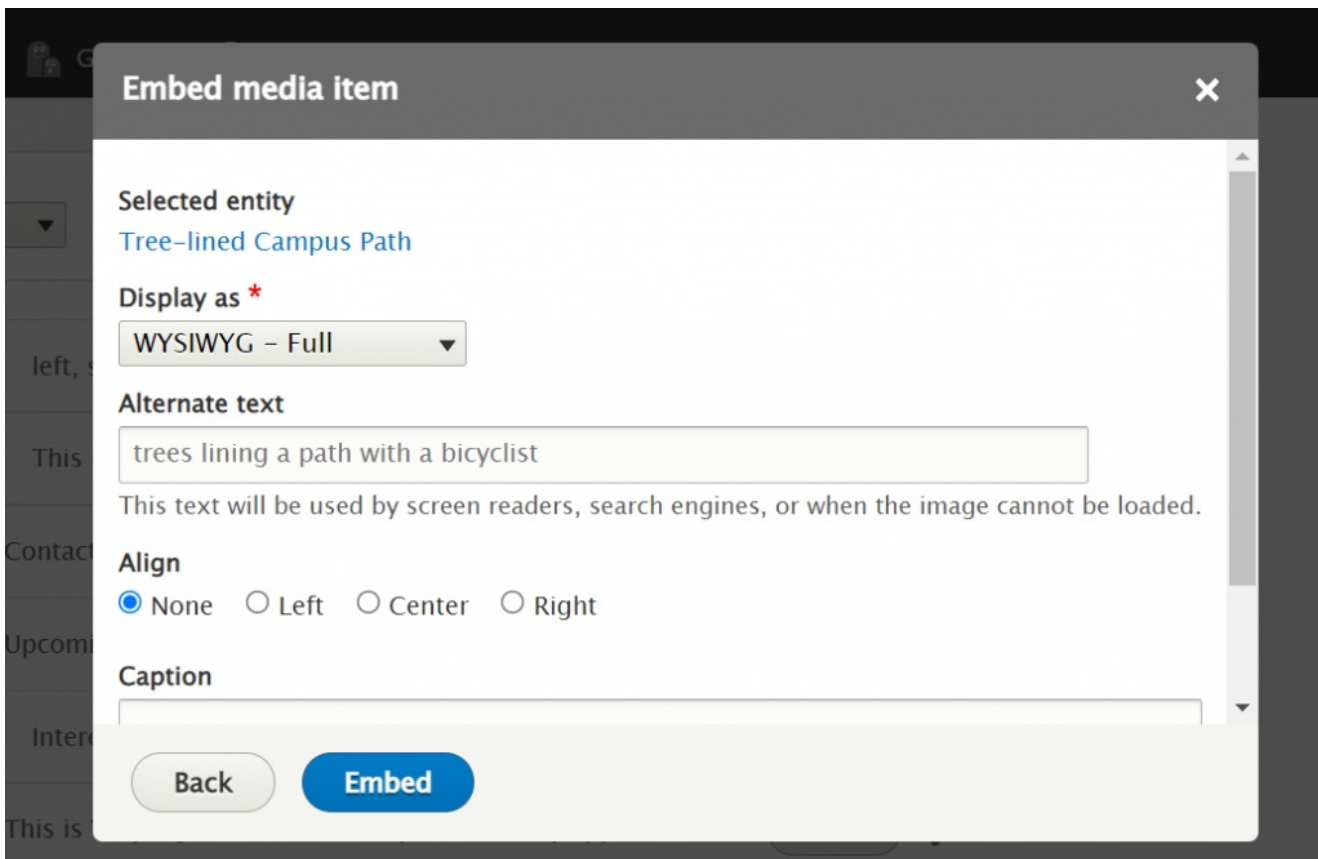 G
Embed media item
Selected entity
Tree-lined Campus Path
Display as *
WYSIWYG - Full
left, s
Alternate text
trees lining a path with a bicyclist
This
This text will be used by screen readers, search engines, or when the image cannot be loaded.
Contact
Align
None Left Center Right
Upcomi
Caption
Inter
Back Embed
This is